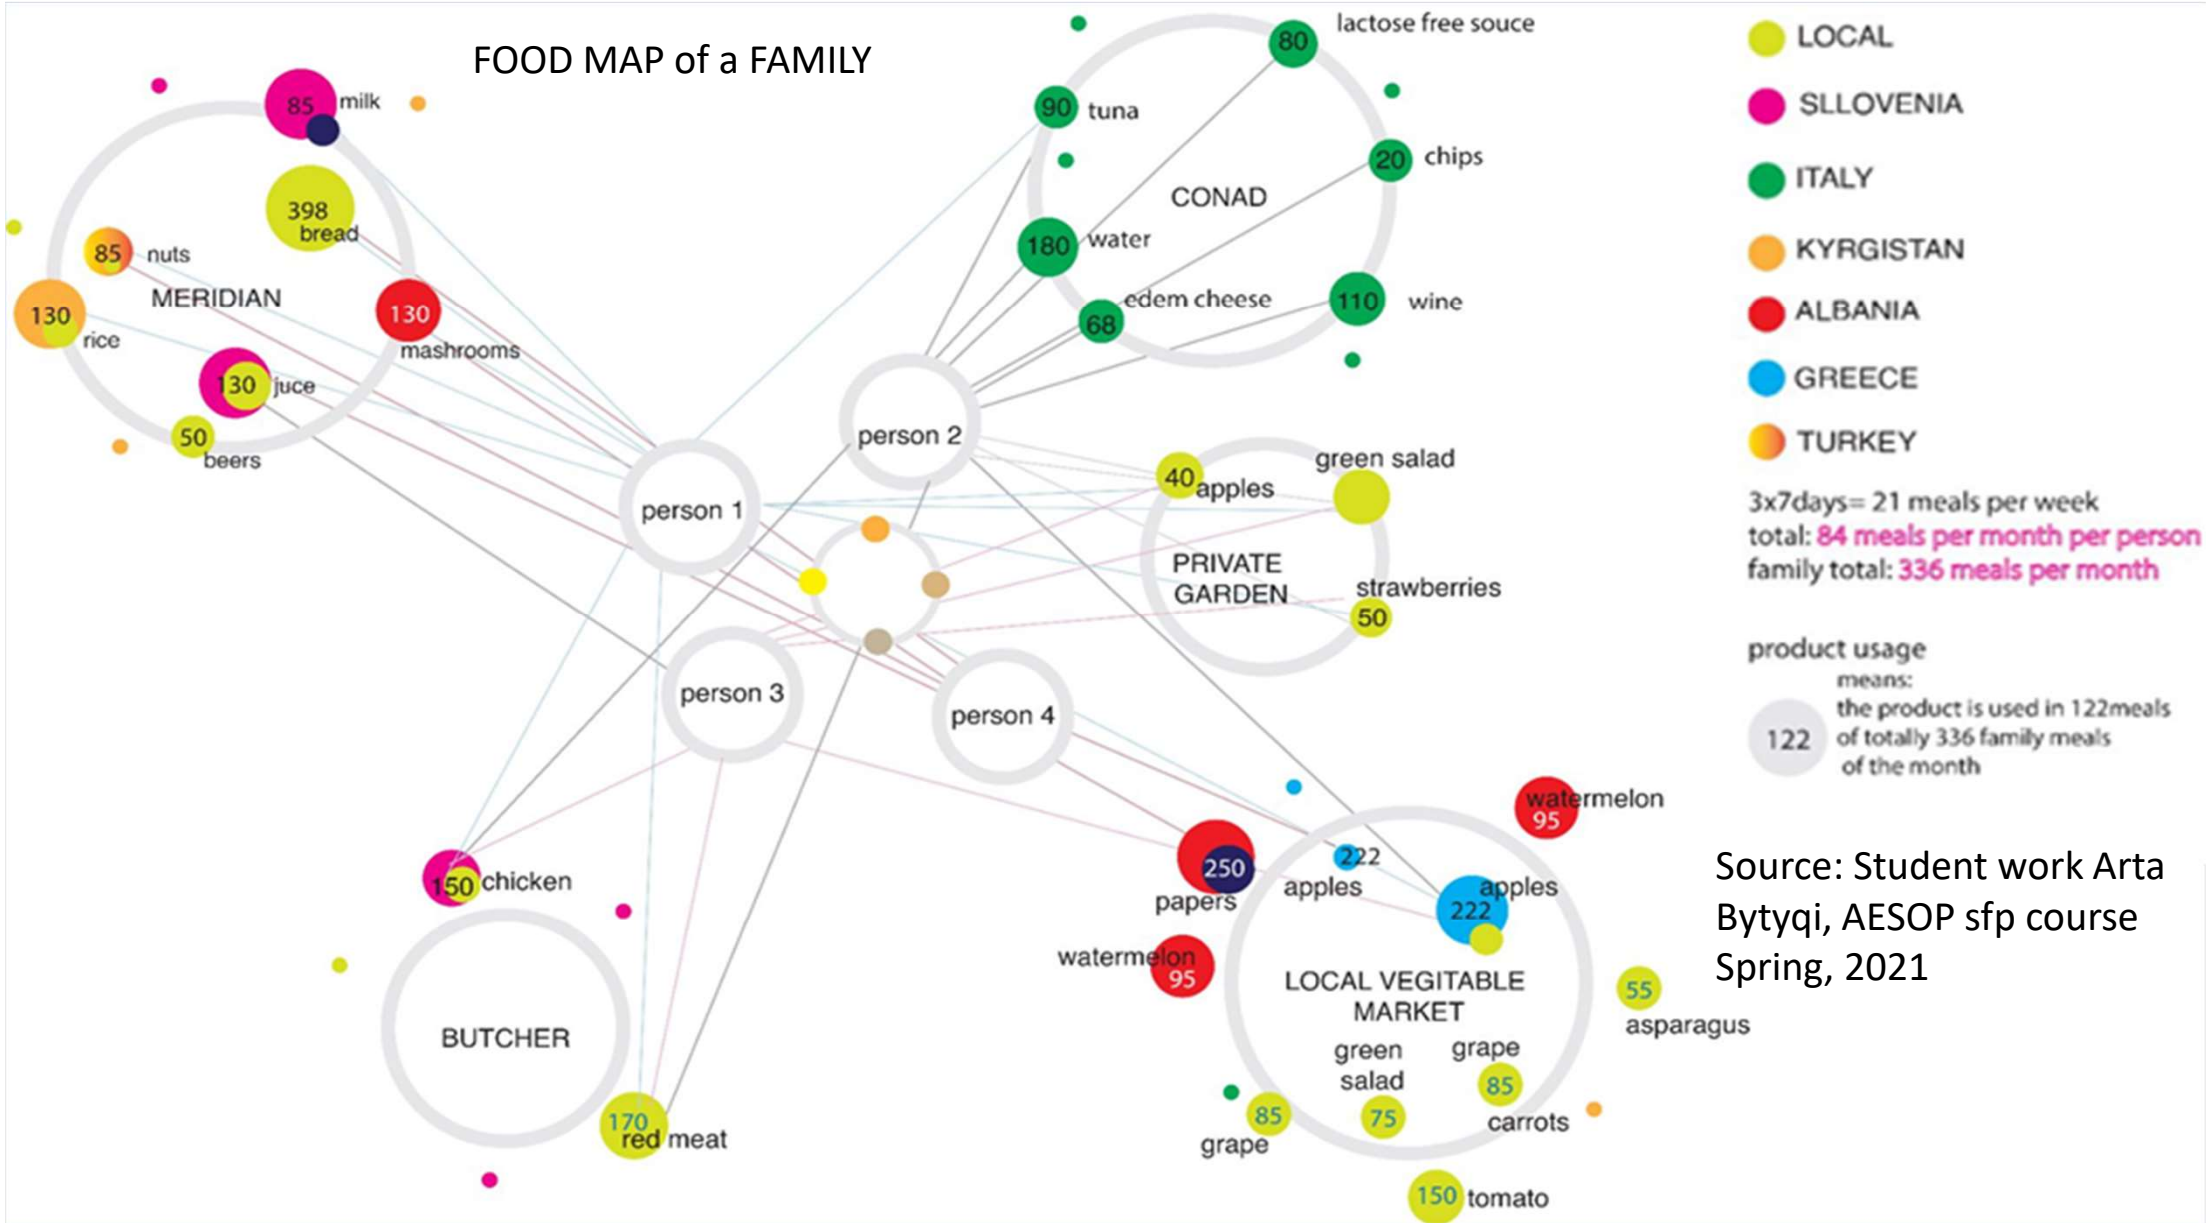 FOOD MAP of a FAMILY
85 milk
398
bread
85 nuts
MERIDIAN
130
rice
130
mashrooms
130 juce
50
beers
80
lactose free souce
90 tuna
20 chips
CONAD
180 water
edem cheese
68
110 wine
person 1
person 2
person 3
person 4
40
apples
green salad
PRIVATE
GARDEN
strawberries
50
150 chicken
BUTCHER
170
red meat
250
papers
222
apples
apples
222
watermelon
95
watermelon
95
LOCAL VEGITABLE
MARKET
55
asparagus
green
salad
75
grape
85
carrots
85
grape
150 tomato
LOCAL
SLLOVENIA
ITALY
KYRGISTAN
ALBANIA
GREECE
TURKEY
3x7days= 21 meals per week
total: 84 meals per month per person
family total: 336 meals per month
product usage
means:
the product is used in 122meals
122 of totally 336 family meals
of the month
Source: Student work Arta
Bytyqi, AESOP sfp course
Spring, 2021